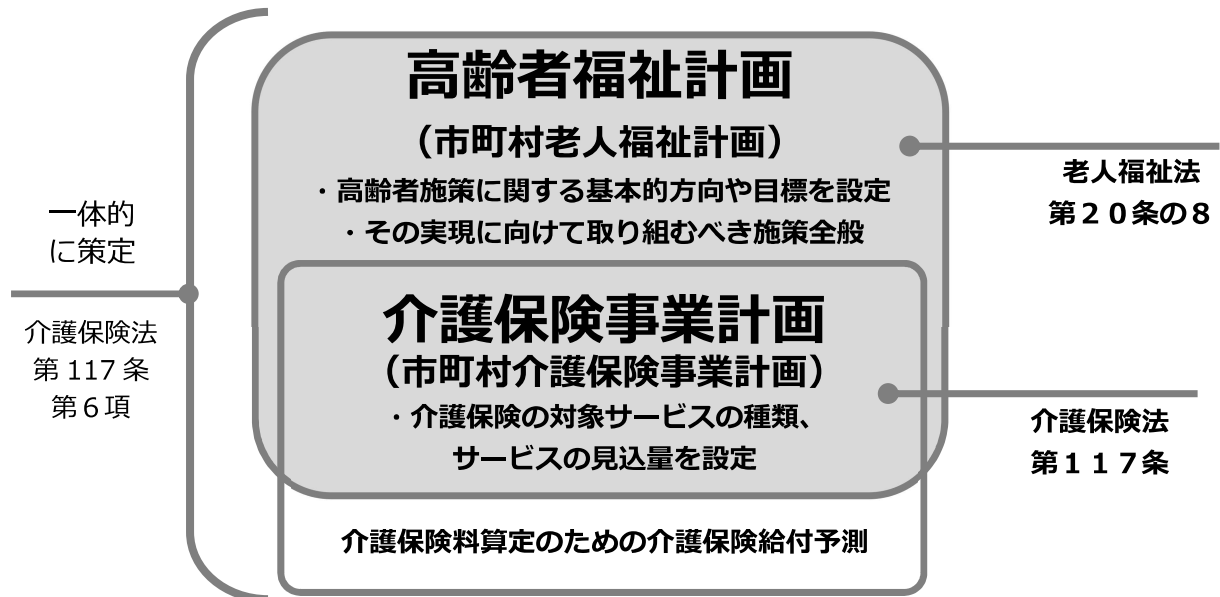 高齢者福祉計画
（市町村老人福祉計画）
・高齢者施策に関する基本的方向や目標を設定
・その実現に向けて取り組むべき施策全般
老人福祉法
第２０条の８
一体的
に策定
介護保険法
第 117 条
第６項
介護保険事業計画
（市町村介護保険事業計画）
・介護保険の対象サービスの種類、
サービスの見込量を設定
介護保険法
第１１７条
介護保険料算定のための介護保険給付予測